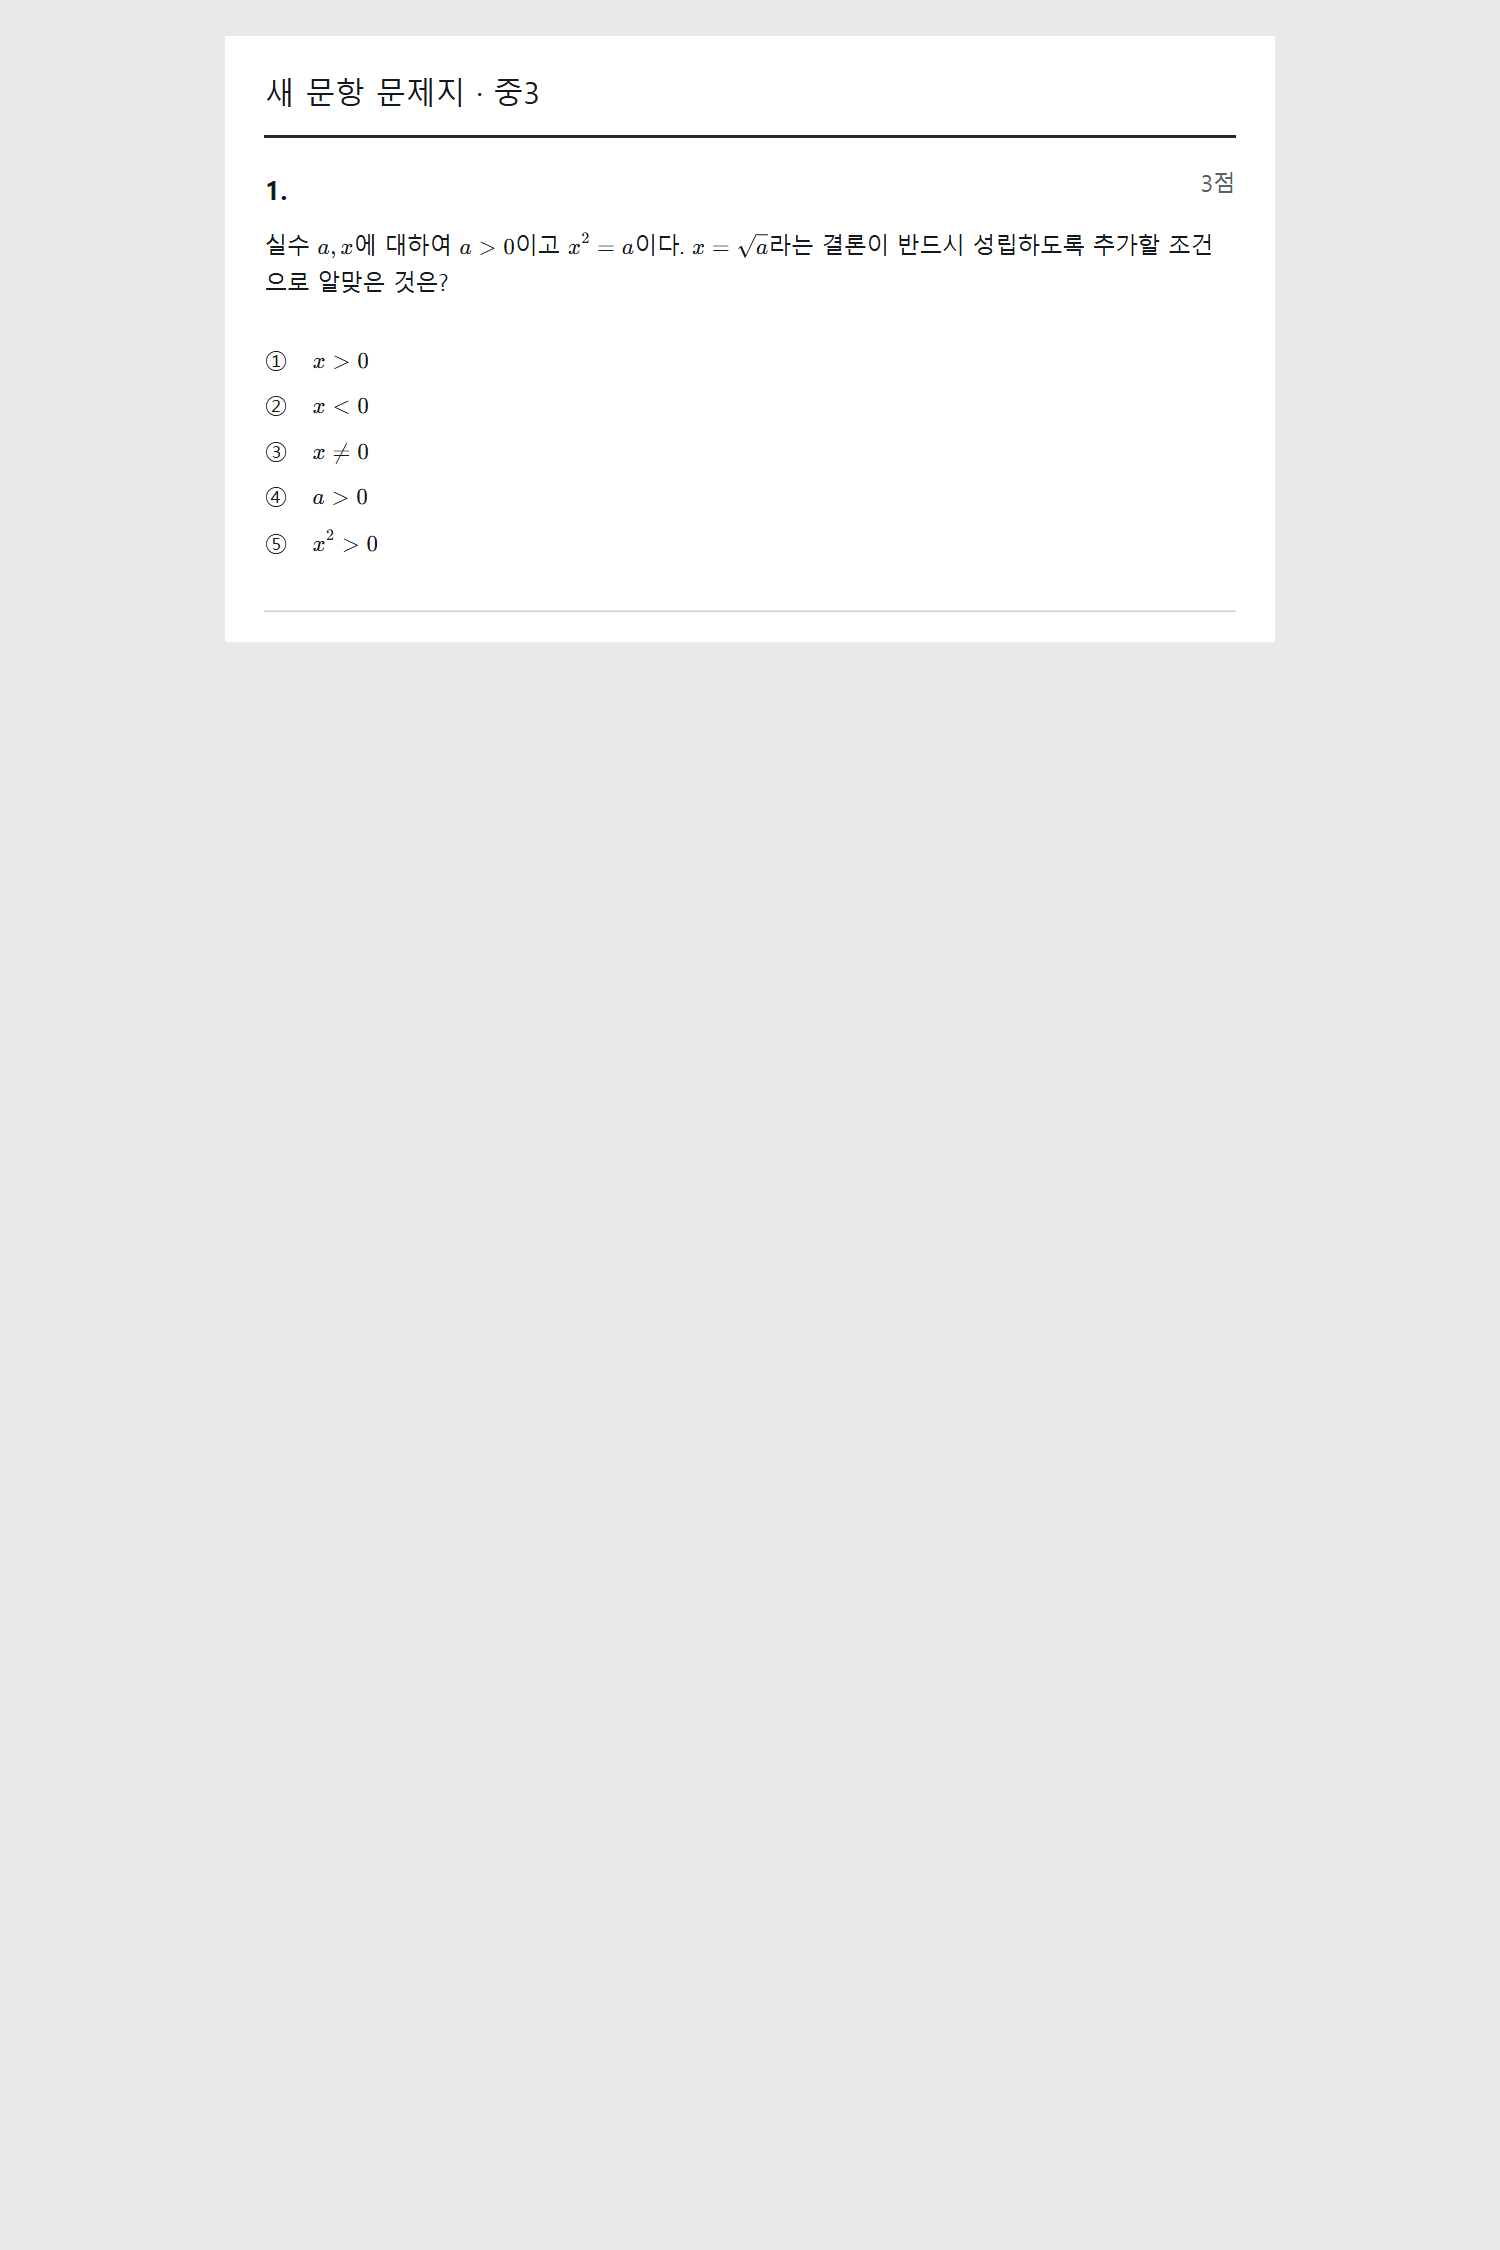 새 문항 문제지 · 중3
3점
1.
실수 a, x에 대하여 a > 0이고 x² = a이다. x = √a라는 결론이 반드시 성립하도록 추가할 조건
으로 알맞은 것은?
① x > 0
② x < 0
③ x ≠ 0
④ a > 0
⑤ x² > 0